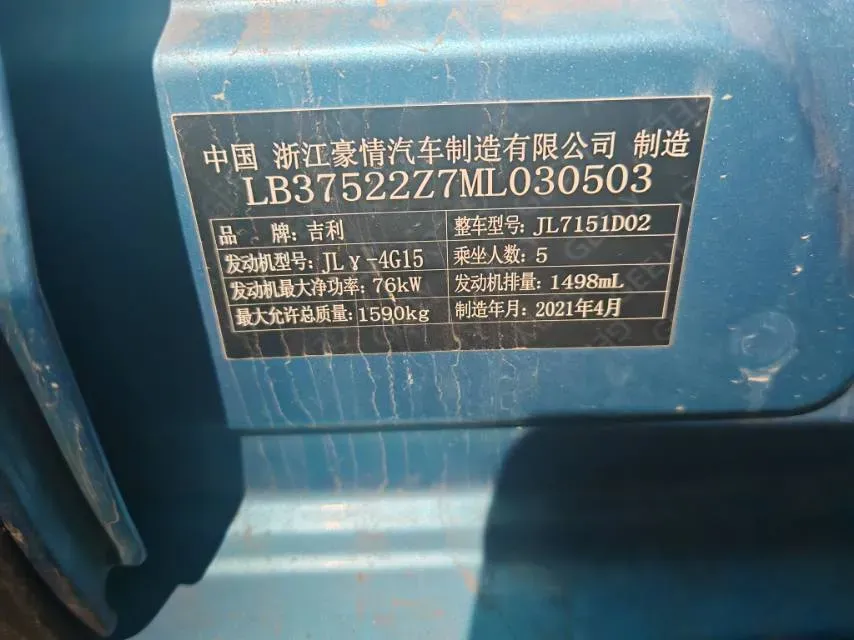 中国 浙江豪情汽车制造有限公司 制造
LB37522Z7ML030503
品 牌:吉利 整车型号:JL7151D02
发动机型号:JLγ-4G15 乘坐人数:5
发动机最大净功率:76kW 发动机排量:1498mL
最大允许总质量:1590kg 制造年月:2021年4月